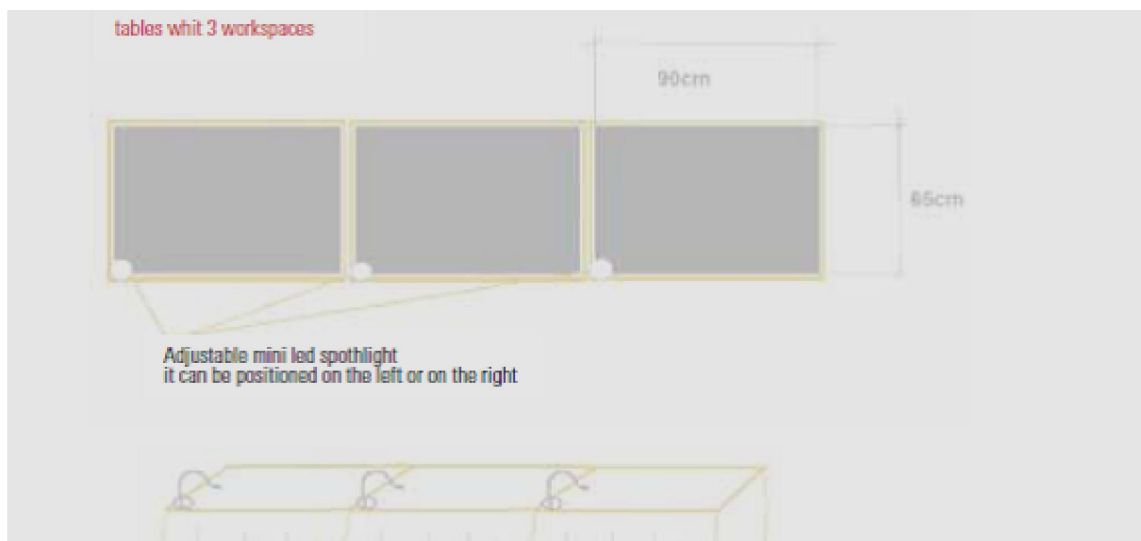 tables whit 3 workspaces
90cm
65cm
Adjustable mini led spothlight
it can be positioned on the left or on the right